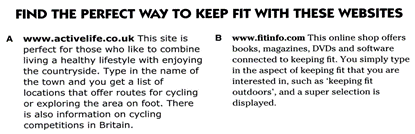 FIND THE PERFECT WAY TO KEEP FIT WITH THESE WEBSITES
A www.activelife.co.uk This site is
perfect for those who like to combine
living a healthy lifestyle with enjoying
the countryside. Type in the name of
the town and you get a list of
locations that offer routes for cycling
or exploring the area on foot. There
is also information on cycling
competitions in Britain.
B www.fitinfo.com This online shop offers
books, magazines, DVDs and software
connected to keeping fit. You simply type
in the aspect of keeping fit that you are
interested in, such as ‘keeping fit
outdoors’, and a super selection is
displayed.